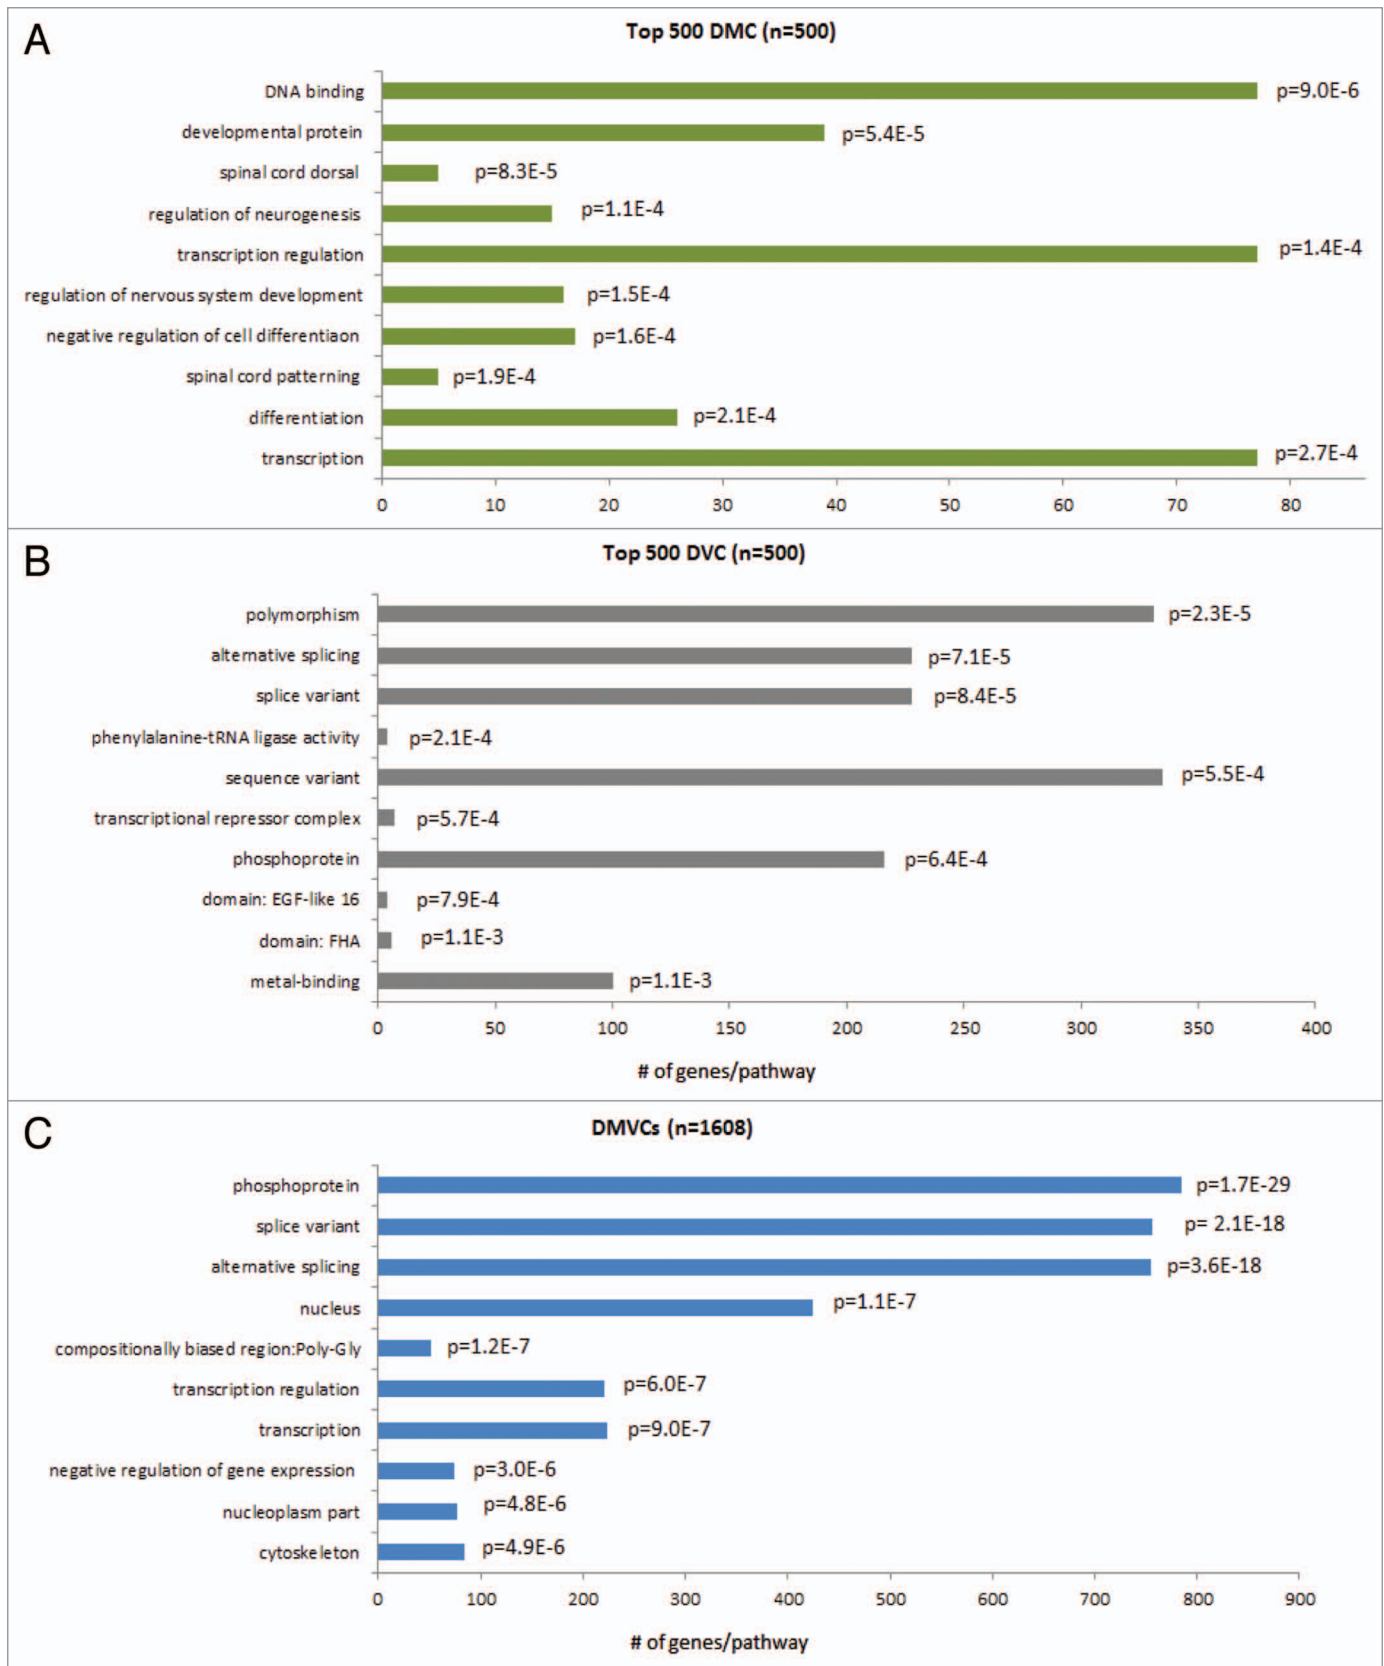 A
Top 500 DMC (n=500)
DNA binding p=9.0E-6
developmental protein p=5.4E-5
spinal cord dorsal p=8.3E-5
regulation of neurogenesis p=1.1E-4
transcription regulation p=1.4E-4
regulation of nervous system development p=1.5E-4
negative regulation of cell differentiaon p=1.6E-4
spinal cord patterning p=1.9E-4
differentiation p=2.1E-4
transcription p=2.7E-4
0 10 20 30 40 50 60 70 80
B
Top 500 DVC (n=500)
polymorphism p=2.3E-5
alternative splicing p=7.1E-5
splice variant p=8.4E-5
phenylalanine-tRNA ligase activity p=2.1E-4
sequence variant p=5.5E-4
transcriptional repressor complex p=5.7E-4
phosphoprotein p=6.4E-4
domain: EGF-like 16 p=7.9E-4
domain: FHA p=1.1E-3
metal-binding p=1.1E-3
0 50 100 150 200 250 300 350 400
# of genes/pathway
C
DMVCs (n=1608)
phosphoprotein p=1.7E-29
splice variant p= 2.1E-18
alternative splicing p=3.6E-18
nucleus p=1.1E-7
compositionally biased region:Poly-Gly p=1.2E-7
transcription regulation p=6.0E-7
transcription p=9.0E-7
negative regulation of gene expression p=3.0E-6
nucleoplasm part p=4.8E-6
cytoskeleton p=4.9E-6
0 100 200 300 400 500 600 700 800 900
# of genes/pathway